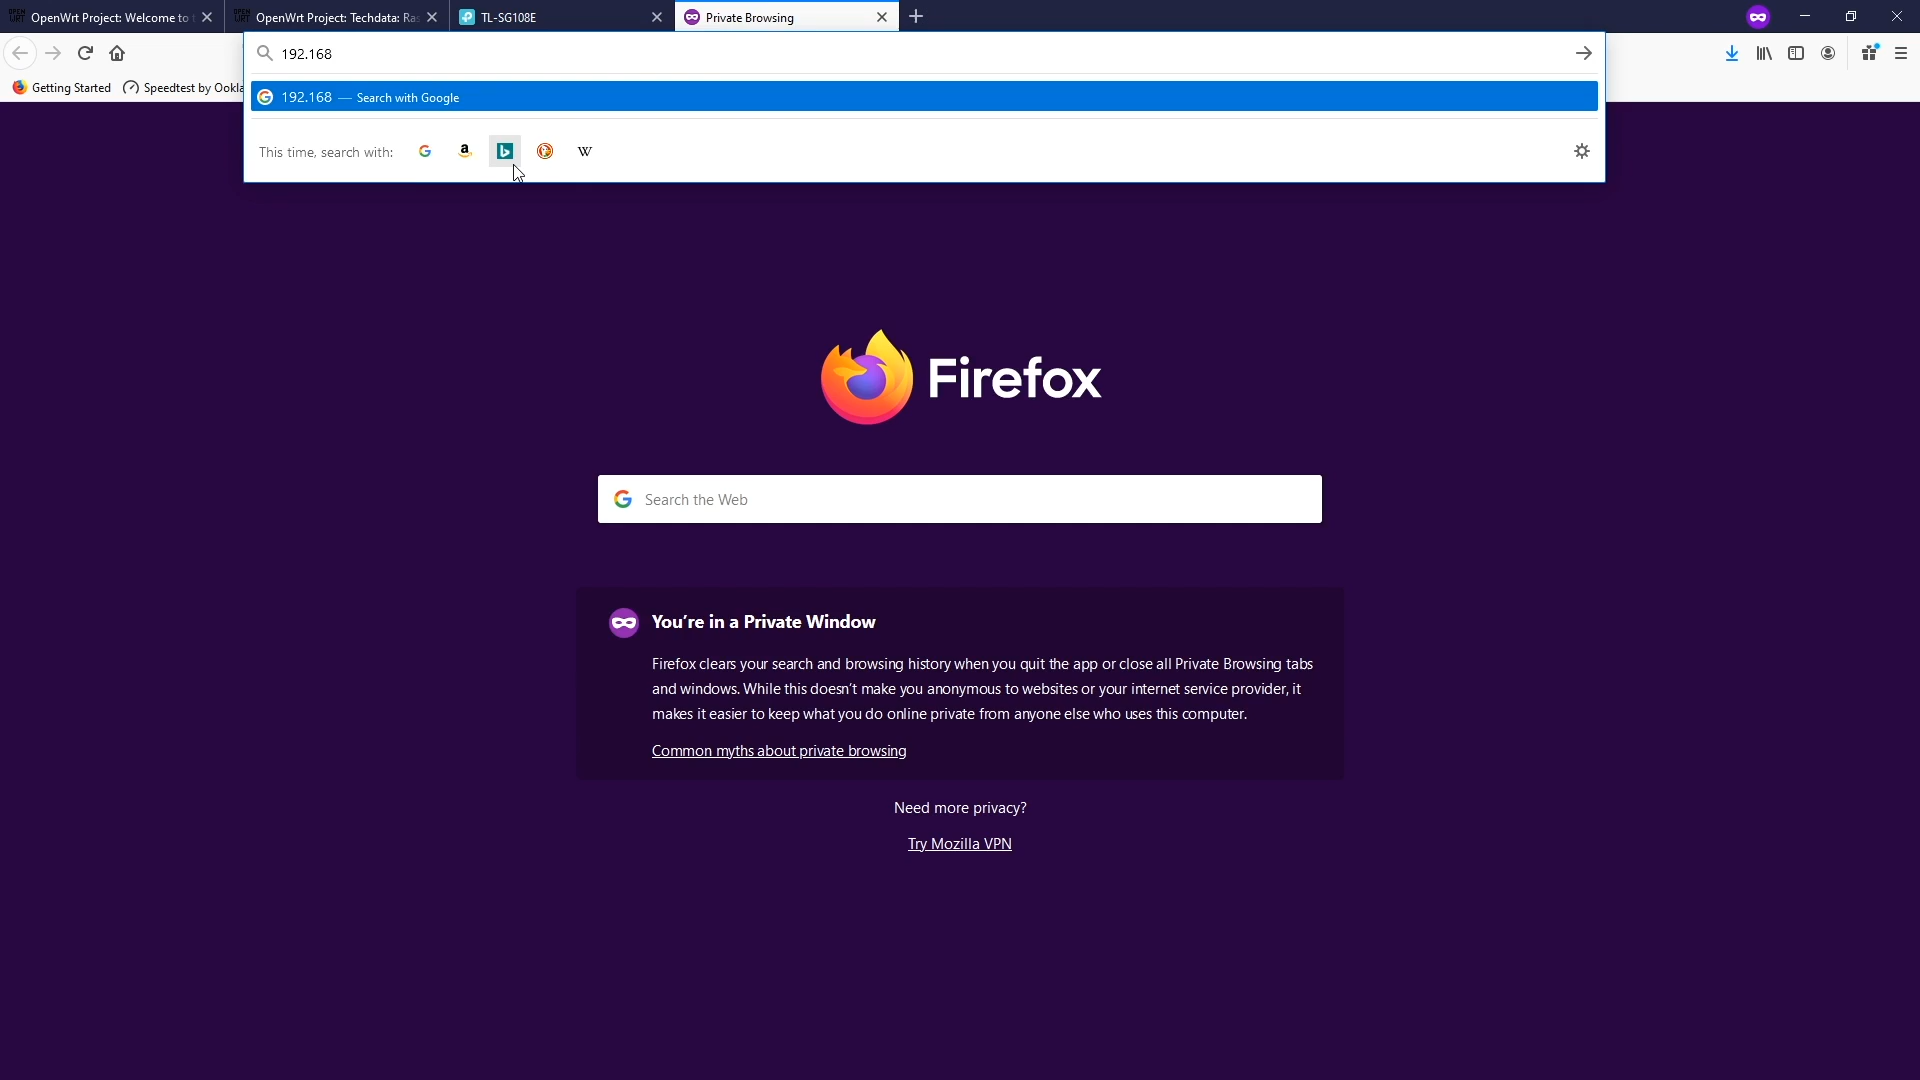 OpenWrt Project: Welcome to t
OpenWrt Project: Techdata: Ras
TL-SG108E
Private Browsing
192.168
Getting Started
Speedtest by Ookla
192.168 — Search with Google
This time, search with:
Firefox
Search the Web
You're in a Private Window
Firefox clears your search and browsing history when you quit the app or close all Private Browsing tabs
and windows. While this doesn't make you anonymous to websites or your internet service provider, it
makes it easier to keep what you do online private from anyone else who uses this computer.
Common myths about private browsing
Need more privacy?
Try Mozilla VPN